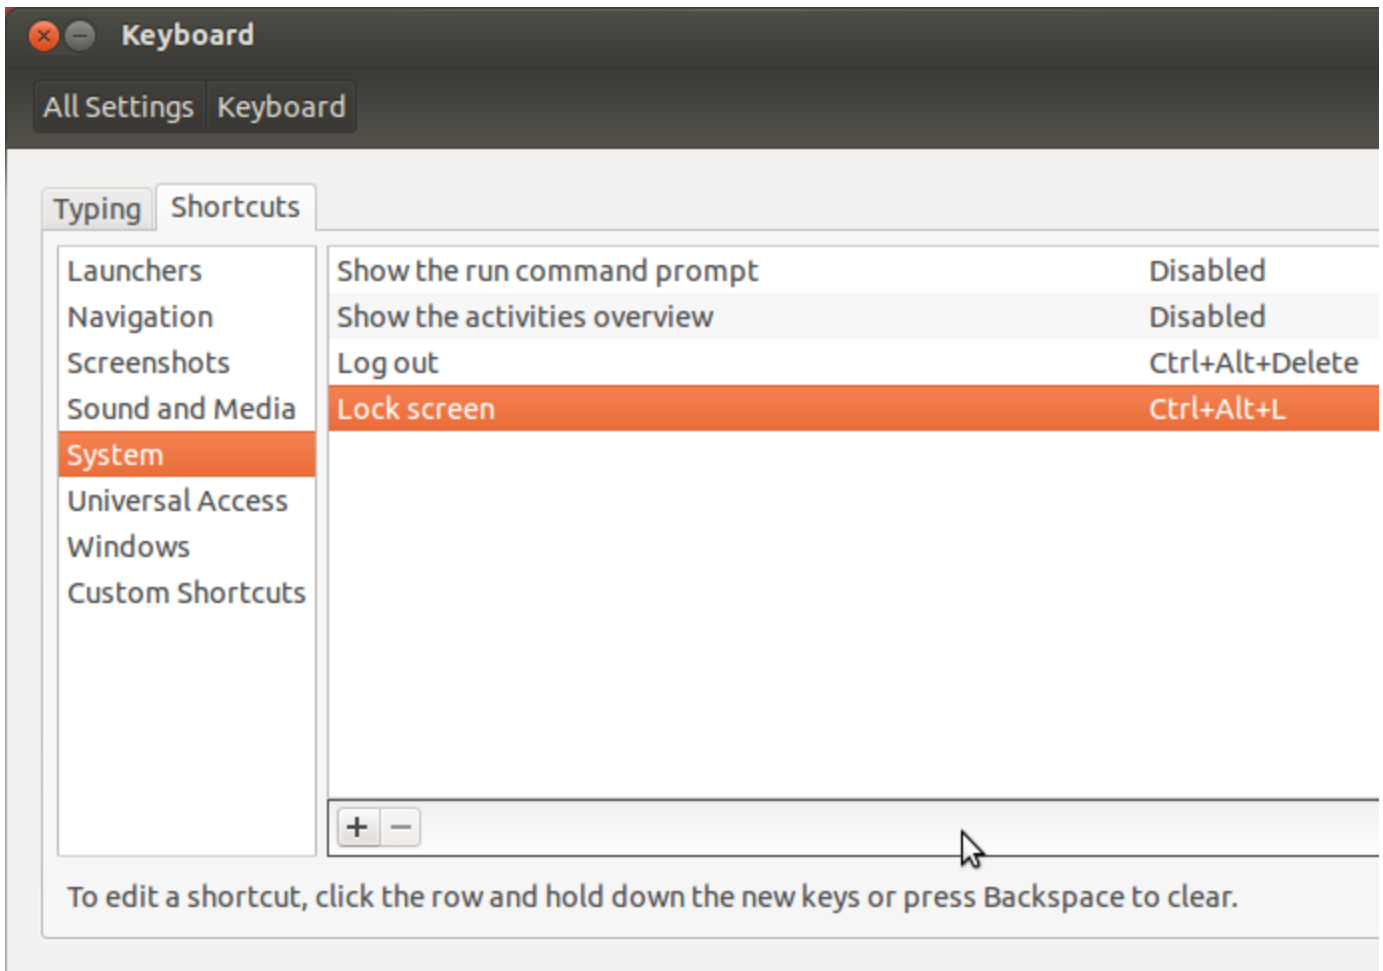 Keyboard
All Settings Keyboard
Typing Shortcuts
Launchers
Navigation
Screenshots
Sound and Media
System
Universal Access
Windows
Custom Shortcuts
Show the run command prompt Disabled
Show the activities overview Disabled
Log out Ctrl+Alt+Delete
Lock screen Ctrl+Alt+L
To edit a shortcut, click the row and hold down the new keys or press Backspace to clear.